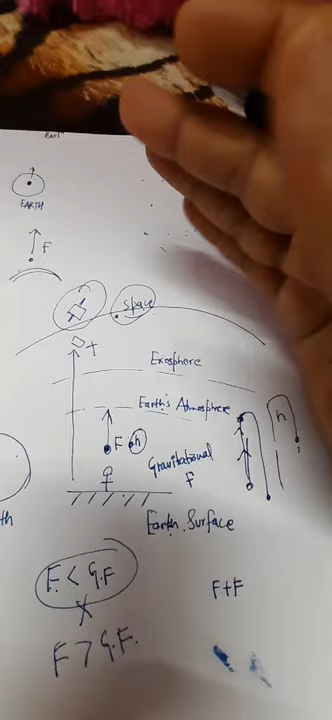 EARTH
F
space
Exosphere
Earth's Atmosphere
h
F
h
Gravitational
F
Earth Surface
F. < G.F
F+F
F > G.F.